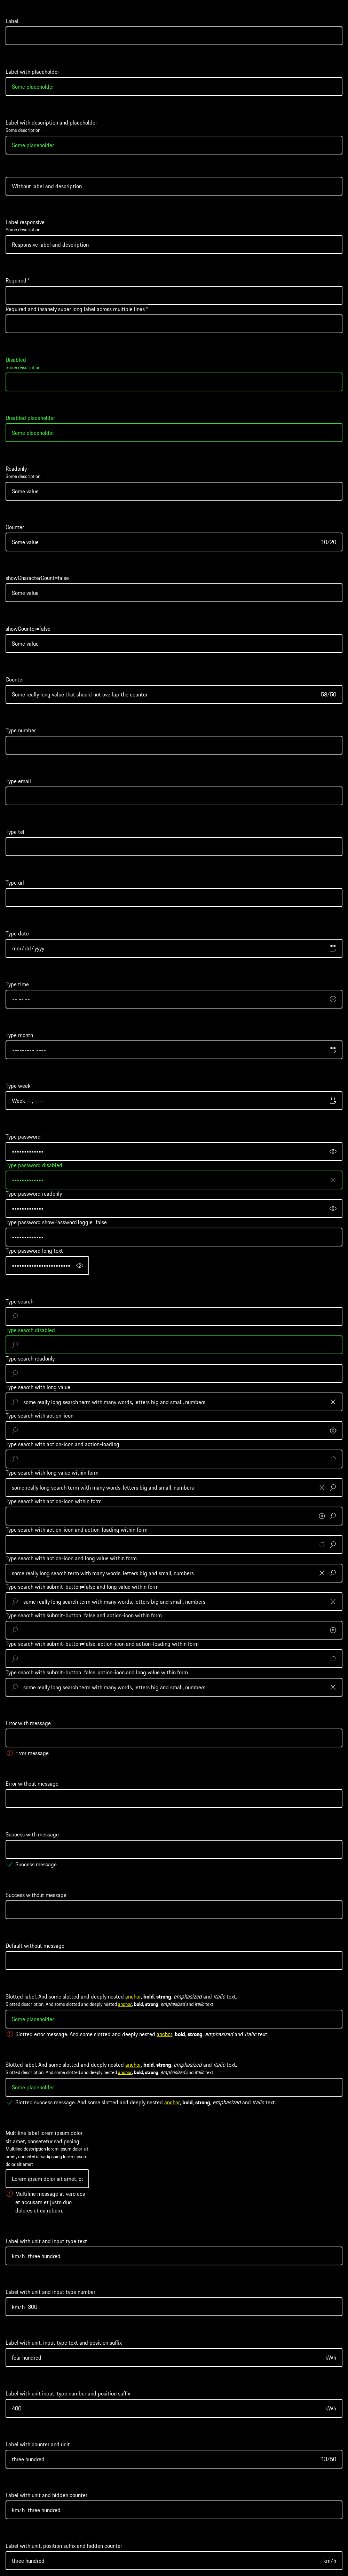 Label
Label with placeholder
Some placeholder
Label with description and placeholder
Some description
Some placeholder
Without label and description
Label responsive
Some description
Responsive label and description
Required *
Required and insanely super long label across multiple lines *
Disabled
Some description
Disabled placeholder
Some placeholder
Readonly
Some description
Some value
Counter
Some value 10/20
showCharacterCount=false
Some value
showCounter=false
Some value
Counter
Some really long value that should not overlap the counter 58/50
Type number
Type email
Type tel
Type url
Type date
mm/dd/yyyy
Type time
--:-- --
Type month
--------- ----
Type week
Week --, ----
Type password
Type password disabled
Type password readonly
Type password showPasswordToggle=false
Type password long text
Type search
Type search disabled
Type search readonly
Type search with long value
some really long search term with many words, letters big and small, numbers
Type search with action-icon
Type search with action-icon and action-loading
Type search with long value within form
some really long search term with many words, letters big and small, numbers
Type search with action-icon within form
Type search with action-icon and action-loading within form
Type search with action-icon and long value within form
some really long search term with many words, letters big and small, numbers
Type search with submit-button=false and long value within form
some really long search term with many words, letters big and small, numbers
Type search with submit-button=false and action-icon within form
Type search with submit-button=false, action-icon and action-loading within form
Type search with submit-button=false, action-icon and long value within form
some really long search term with many words, letters big and small, numbers
Error with message
Error message
Error without message
Success with message
Success message
Success without message
Default without message
Slotted label. And some slotted and deeply nested anchor, bold, strong, emphasized and italic text.
Slotted description. And some slotted and deeply nested anchor, bold, strong, emphasized and italic text.
Some placeholder
Slotted error message. And some slotted and deeply nested anchor, bold, strong, emphasized and italic text.
Slotted label. And some slotted and deeply nested anchor, bold, strong, emphasized and italic text.
Slotted description. And some slotted and deeply nested anchor, bold, strong, emphasized and italic text.
Some placeholder
Slotted success message. And some slotted and deeply nested anchor, bold, strong, emphasized and italic text.
Multiline label lorem ipsum dolor
sit amet, consetetur sadipscing
Multiline description lorem ipsum dolor sit
amet, consetetur sadipscing lorem ipsum
dolor sit amet
Lorem ipsum dolor sit amet, co
Multiline message at vero eos
et accusam et justo duo
dolores et ea rebum.
Label with unit and input type text
km/h three hundred
Label with unit and input type number
km/h 300
Label with unit, input type text and position suffix
four hundred kWh
Label with unit input, type number and position suffix
400 kWh
Label with counter and unit
three hundred 13/50
Label with unit and hidden counter
km/h three hundred
Label with unit, position suffix and hidden counter
three hundred km/h